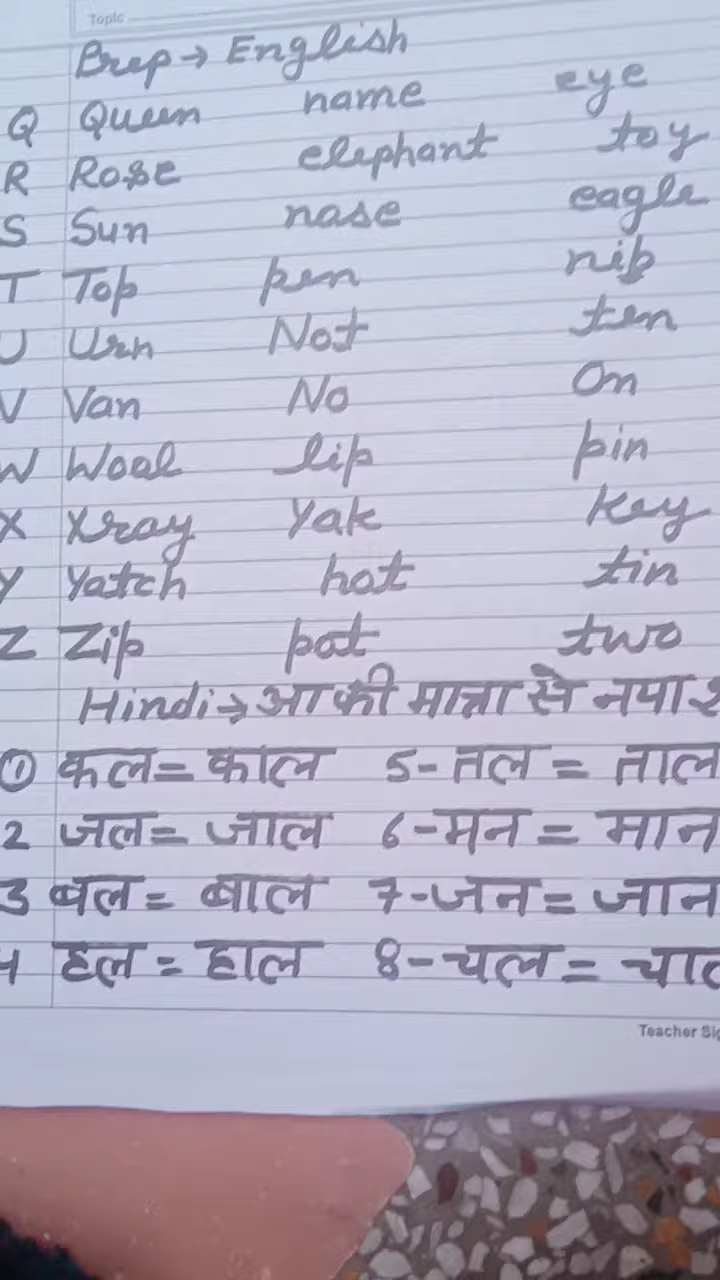 Topic
Prep → English
Q Queen name eye
R Rose elephant toy
S Sun nose eagle
T Top pen nip
U Urn Not ten
V Van No On
W Wool lip pin
X Xray Yak Key
Y Yatch hot tin
Z Zip pot two
Hindi → आ की मात्रा से नया
① कल = काल 5- तल = ताल
2 जल = जाल 6- मन = मान
3 बल = बाल 7- जन = जान
4 हल = हाल 8- चल =
Teacher